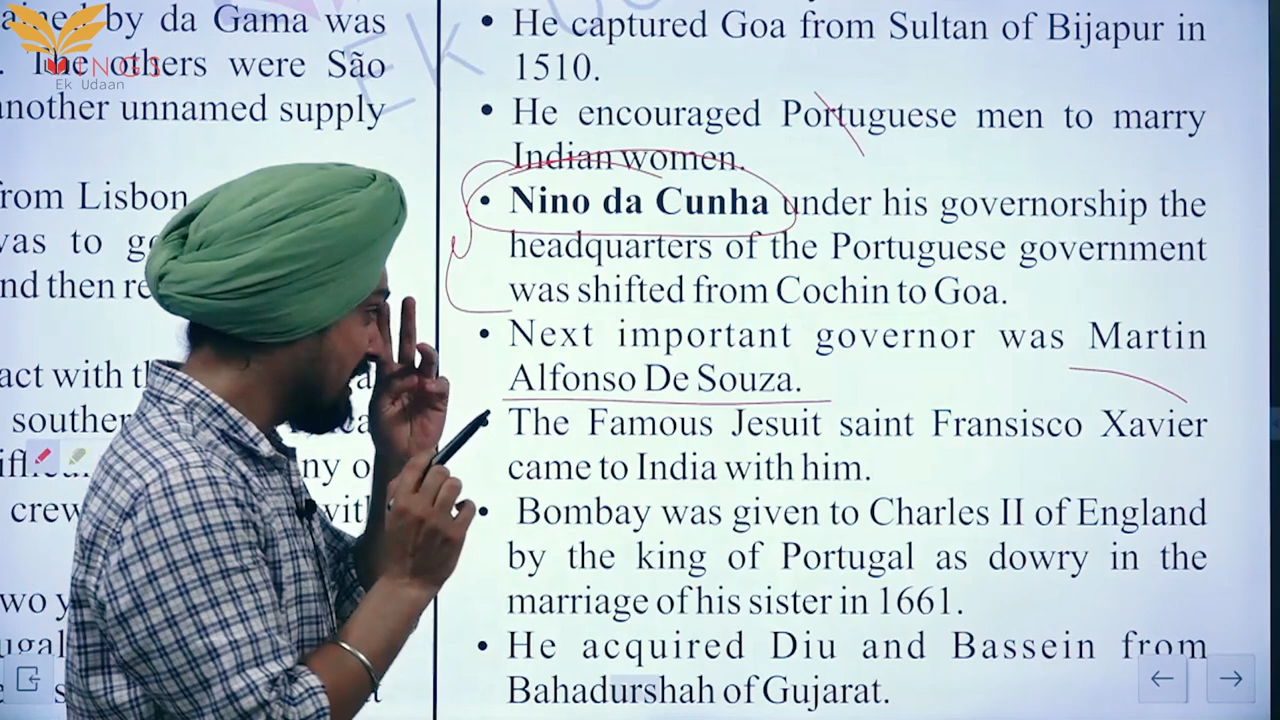 INGS
Ek Udaan
by da Gama was
others were São
another unnamed supply
from Lisbon
was to
and then
act with
souther
crew
He captured Goa from Sultan of Bijapur in
1510.
He encouraged Portuguese men to marry
Indian women.
Nino da Cunha under his governorship the
headquarters of the Portuguese government
was shifted from Cochin to Goa.
Next important governor was Martin
Alfonso De Souza.
The Famous Jesuit saint Fransisco Xavier
came to India with him.
Bombay was given to Charles II of England
by the king of Portugal as dowry in the
marriage of his sister in 1661.
He acquired Diu and Bassein from
Bahadurshah of Gujarat.